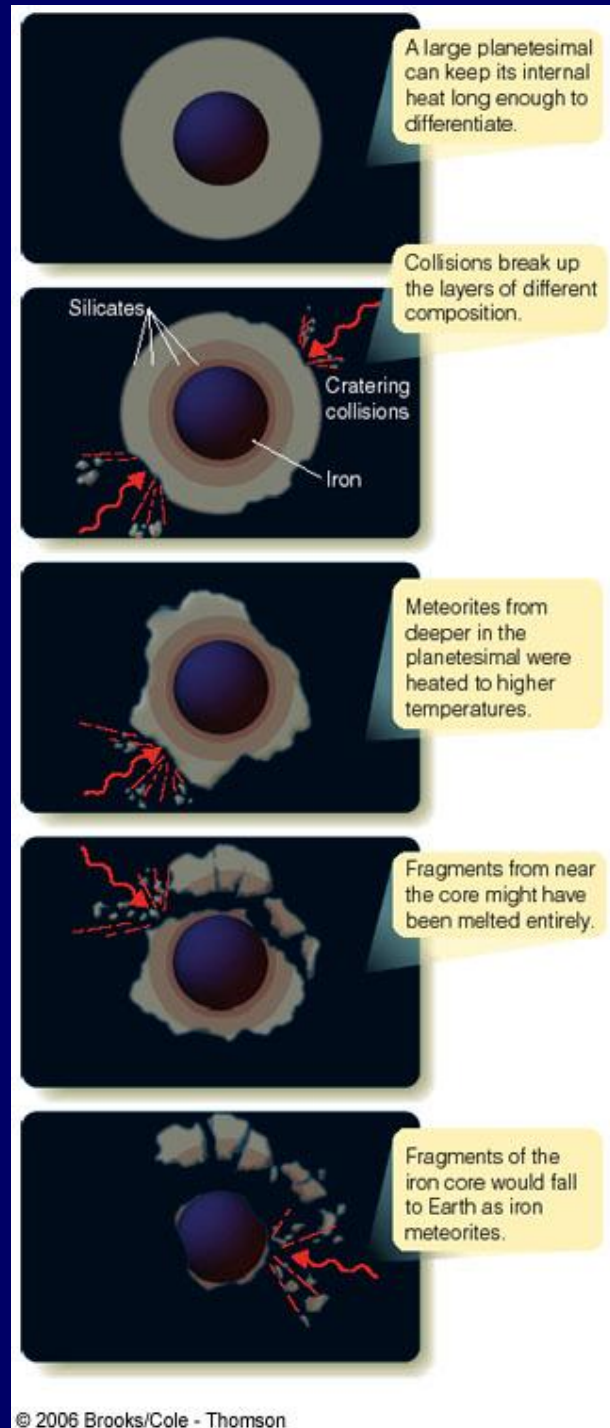 A large planetesimal
can keep its internal
heat long enough to
differentiate.
Collisions break up
the layers of different
composition.
Silicates
Cratering
collisions
Iron
Meteorites from
deeper in the
planetesimal were
heated to higher
temperatures.
Fragments from near
the core might have
been melted entirely.
Fragments of the
iron core would fall
to Earth as iron
meteorites.
© 2006 Brooks/Cole - Thomson